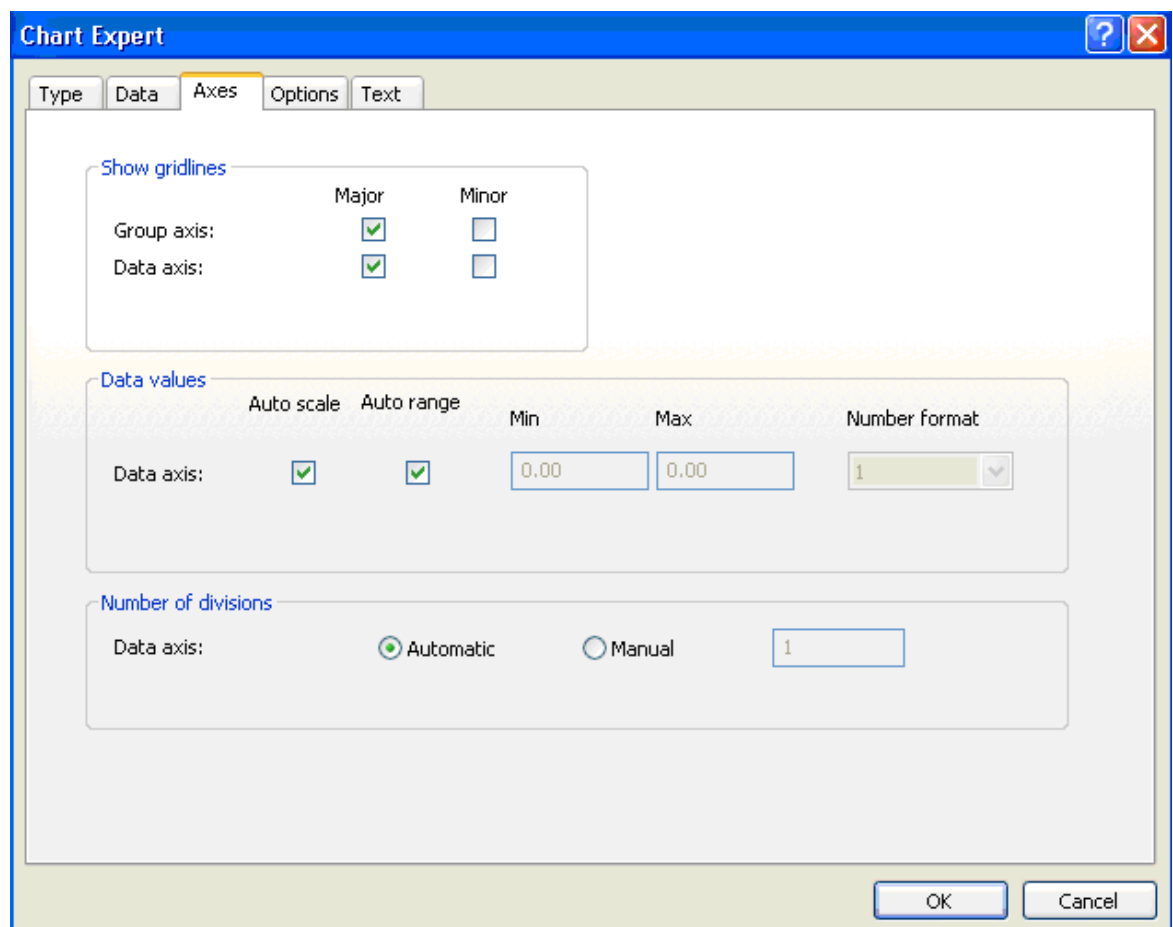 Chart Expert
Type Data Axes Options Text
Show gridlines
Major Minor
Group axis:
Data axis:
Data values
Auto scale Auto range Min Max Number format
Data axis: 0.00 0.00 1
Number of divisions
Data axis: Automatic Manual 1
OK Cancel